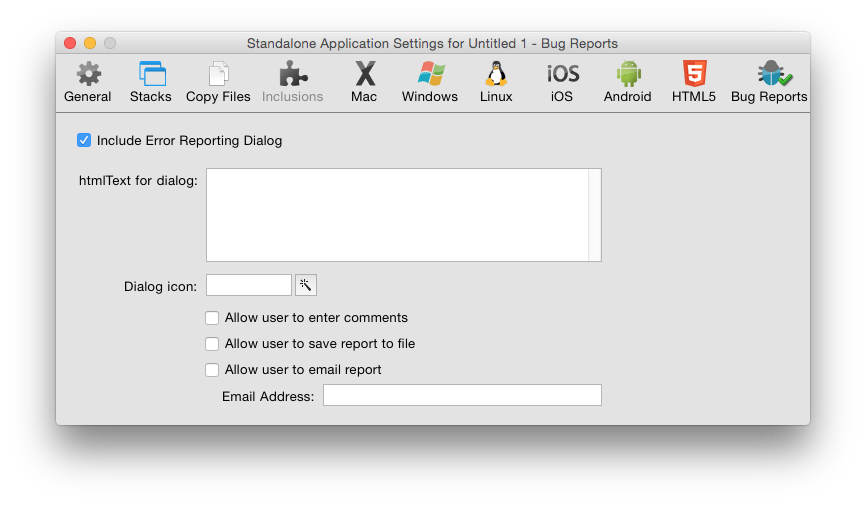 Standalone Application Settings for Untitled 1 - Bug Reports
General Stacks Copy Files Inclusions Mac Windows Linux iOS iOS Android HTML5 5 Bug Reports
Include Error Reporting Dialog
htmlText for dialog:
Dialog icon:
Allow user to enter comments
Allow user to save report to file
Allow user to email report
Email Address: